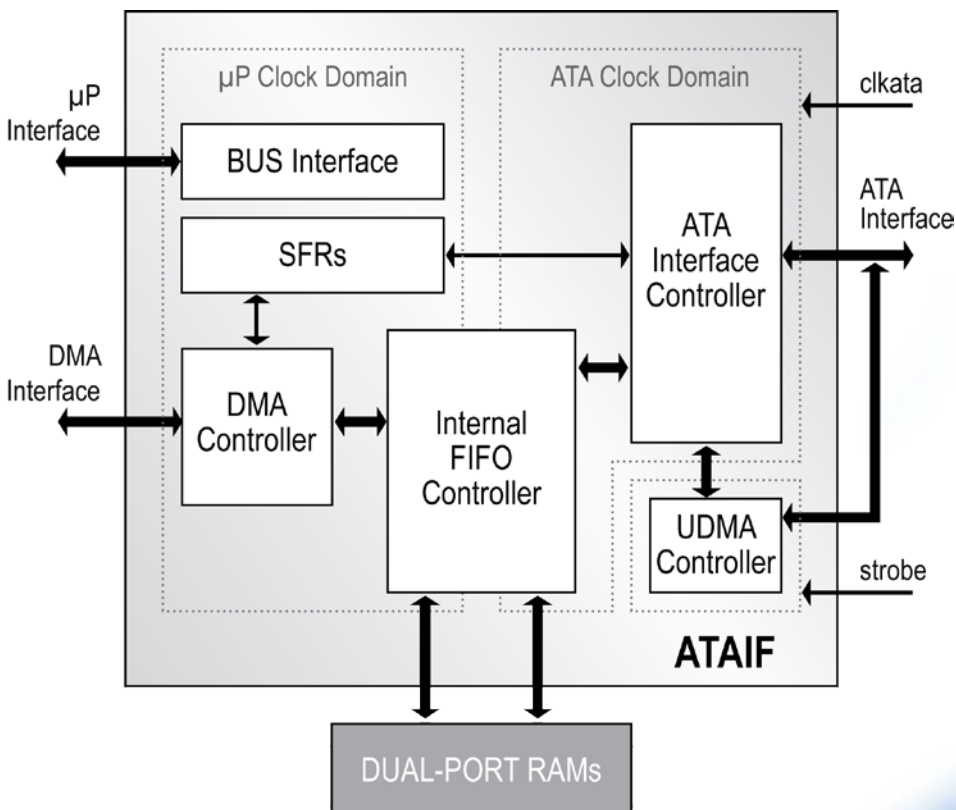 µP Clock Domain
ATA Clock Domain
µP
Interface
clkata
BUS Interface
ATA
Interface
ATA
Interface
Controller
SFRs
DMA
Interface
DMA
Controller
Internal
FIFO
Controller
UDMA
Controller
strobe
ATAIF
DUAL-PORT RAMs